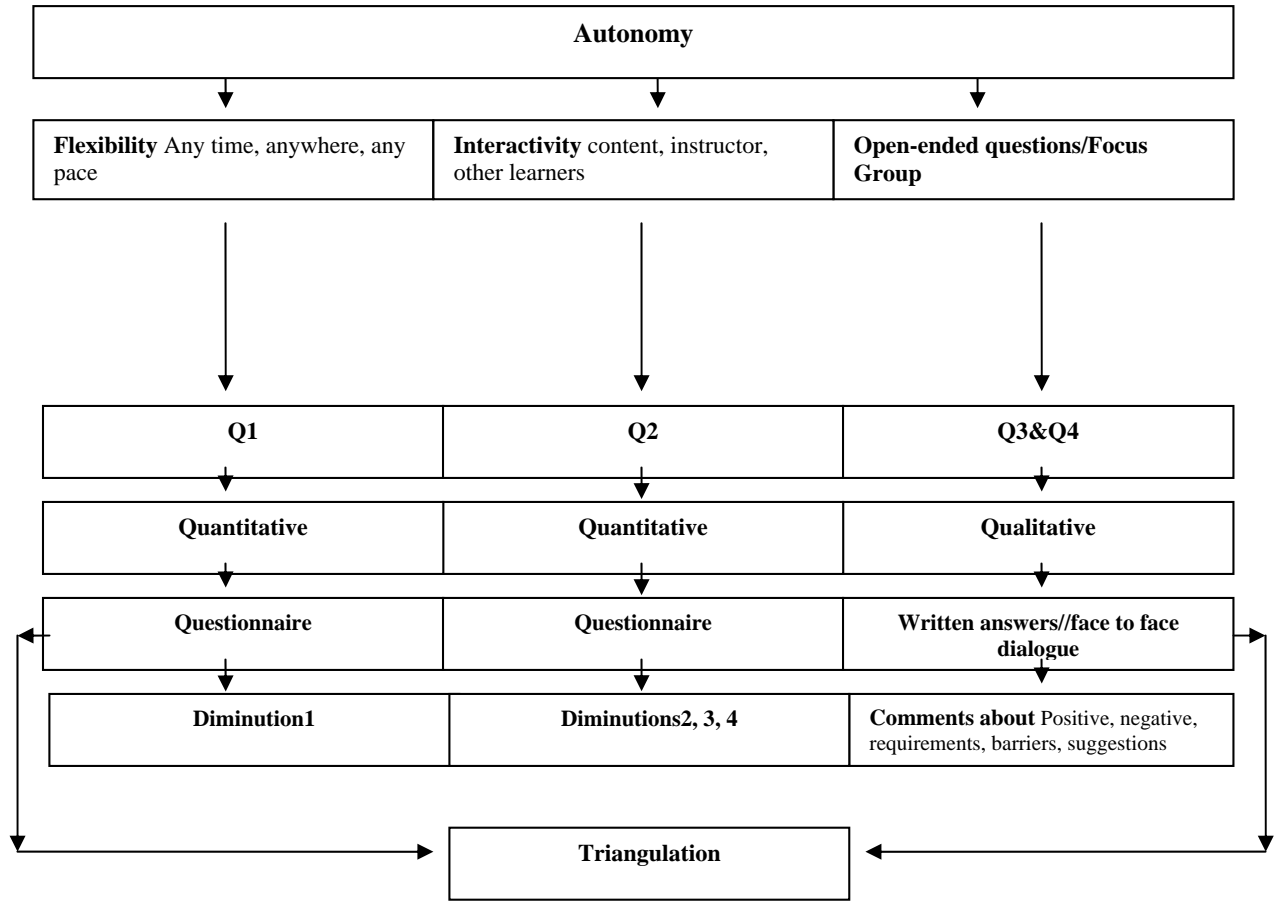 Autonomy
Flexibility Any time, anywhere, any
pace
Interactivity content, instructor,
other learners
Open-ended questions/Focus
Group
Q1
Q2
Q3&Q4
Quantitative
Quantitative
Qualitative
Questionnaire
Questionnaire
Written answers//face to face
dialogue
Diminution1
Diminutions2, 3, 4
Comments about Positive, negative,
requirements, barriers, suggestions
Triangulation